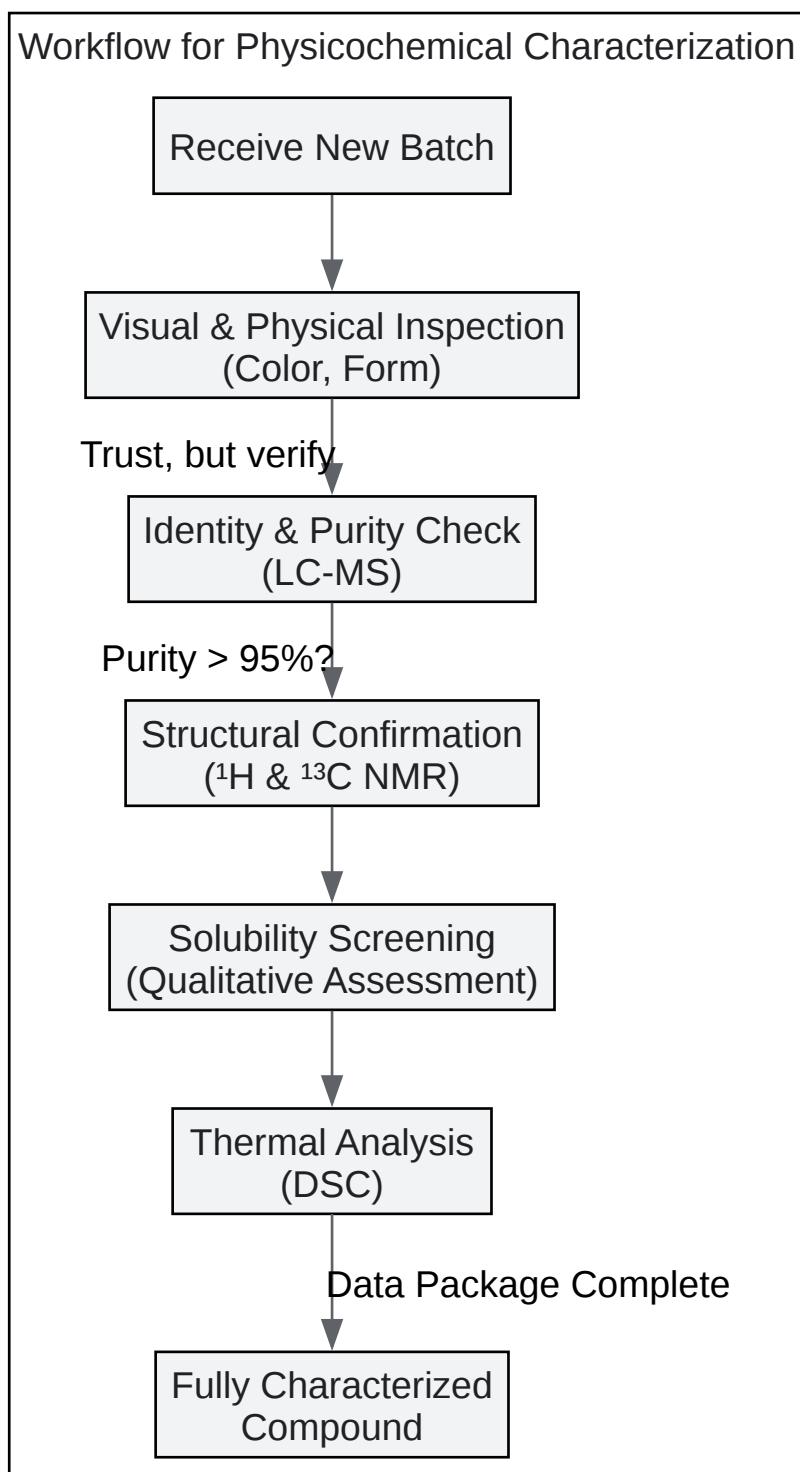 Workflow for Physicochemical Characterization
Receive New Batch
Visual & Physical Inspection
(Color, Form)
Trust, but verify
Identity & Purity Check
(LC-MS)
Purity > 95%?
Structural Confirmation
(¹H & ¹³C NMR)
Solubility Screening
(Qualitative Assessment)
Thermal Analysis
(DSC)
Data Package Complete
Fully Characterized
Compound